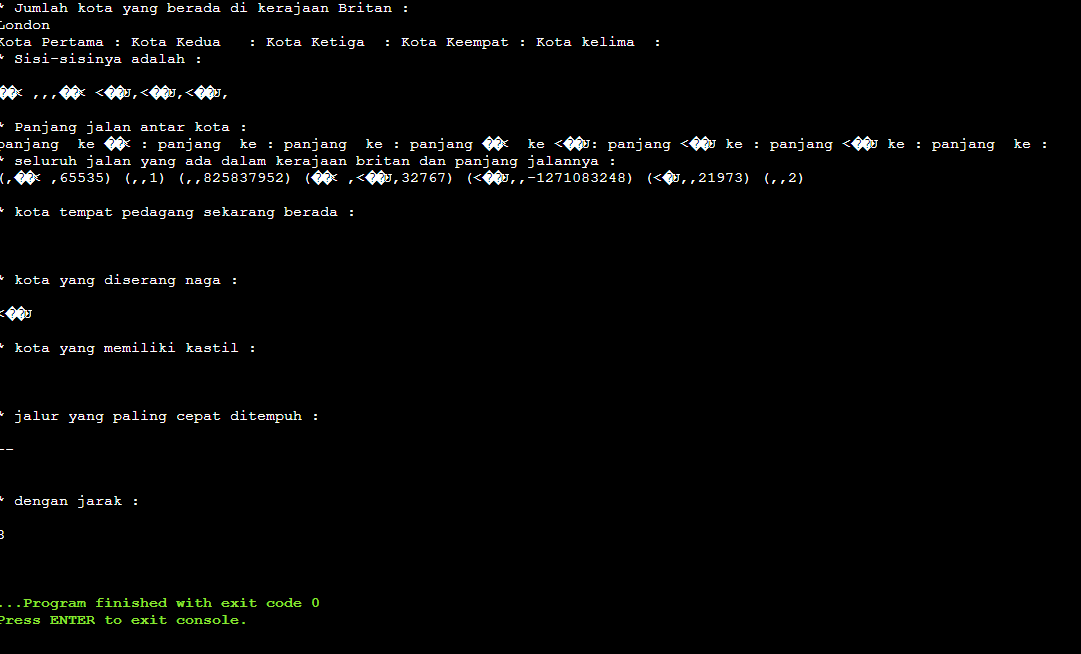 * Jumlah kota yang berada di kerajaan Britan :
London
Kota Pertama : Kota Kedua   : Kota Ketiga  : Kota Keempat : Kota kelima  :
* Sisi-sisinya adalah :
��< ,,,��< <��J,<��J,<��J,
* Panjang jalan antar kota :
panjang  ke ��< : panjang  ke : panjang  ke : panjang ��<  ke <��J: panjang <��J ke : panjang <��J ke : panjang  ke :
* seluruh jalan yang ada dalam kerajaan britan dan panjang jalannya :
(,��< ,65535) (,,1) (,,825837952) (��< ,<��J,32767) (<��J,,-1271083248) (<�J,,21973) (,,2)
* kota tempat pedagang sekarang berada :
* kota yang diserang naga :
<��J
* kota yang memiliki kastil :
* jalur yang paling cepat ditempuh :
--
* dengan jarak :
3
...Program finished with exit code 0
Press ENTER to exit console.